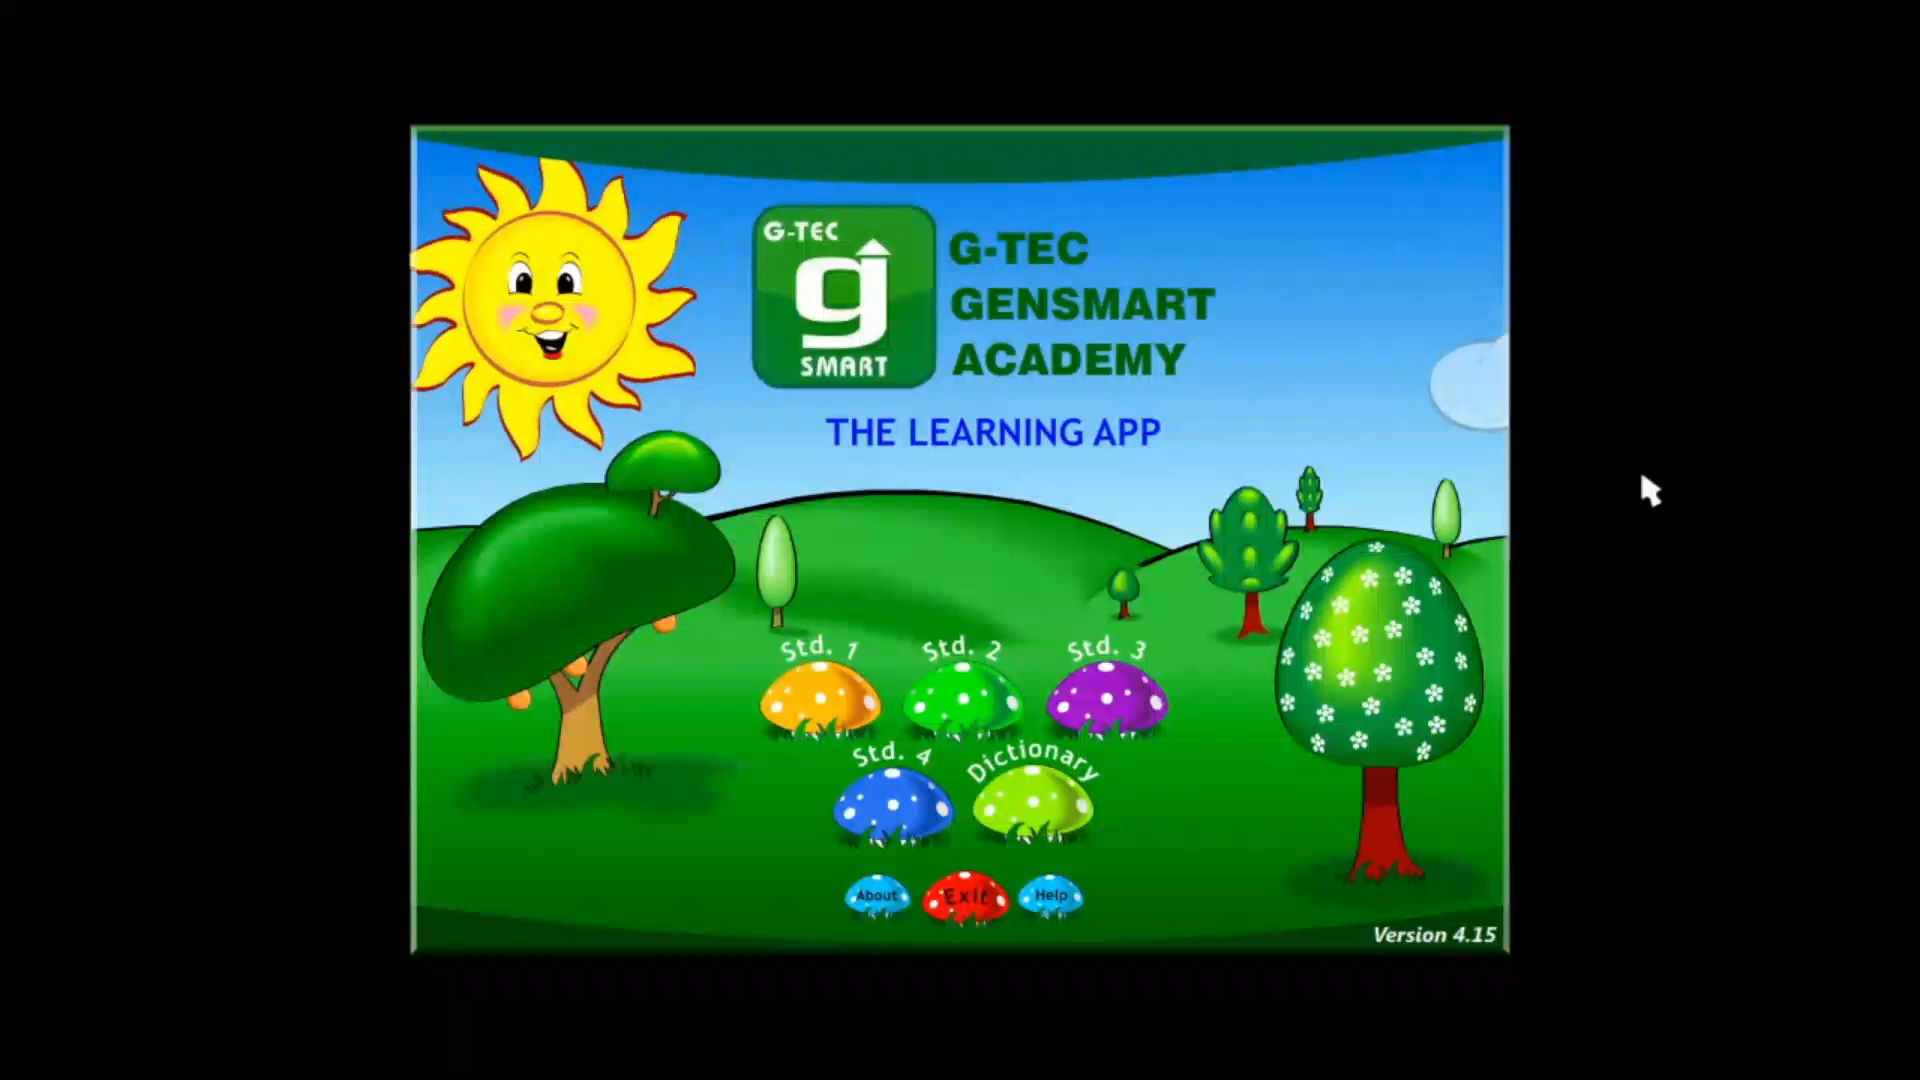 G-TEC
g
SMART
G-TEC
GENSMART
ACADEMY
THE LEARNING APP
Std. 1
Std. 2
Std. 3
Std. 4
Dictionary
About
Exit
Help
Version 4.15